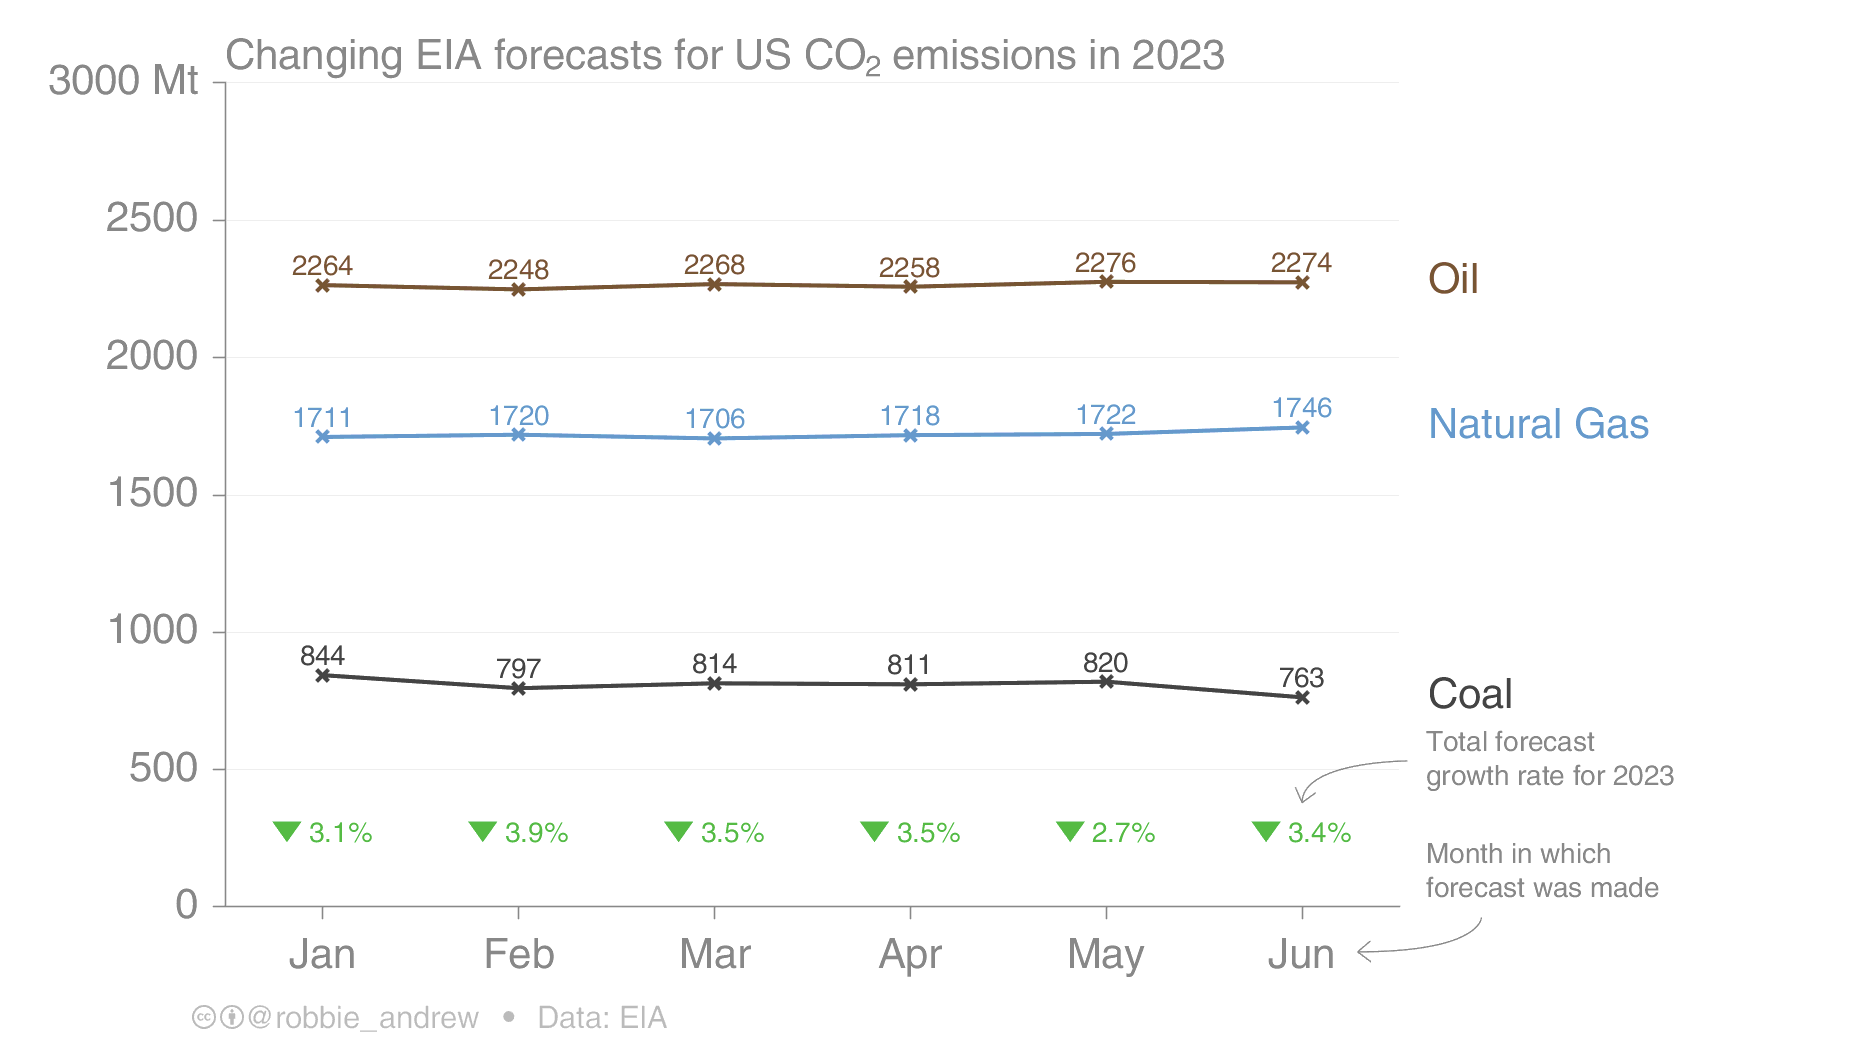 Changing EIA forecasts for US CO₂ emissions in 2023
3000 Mt
2500
2000
1500
1000
500
0
2264 2248 2268 2258 2276 2274
Oil
1711 1720 1706 1718 1722 1746
Natural Gas
844 797 814 811 820 763
Coal
Total forecast
growth rate for 2023
▼ 3.1% ▼ 3.9% ▼ 3.5% ▼ 3.5% ▼ 2.7% ▼ 3.4%
Month in which
forecast was made
Jan Feb Mar Apr May Jun
cc @robbie_andrew • Data: EIA